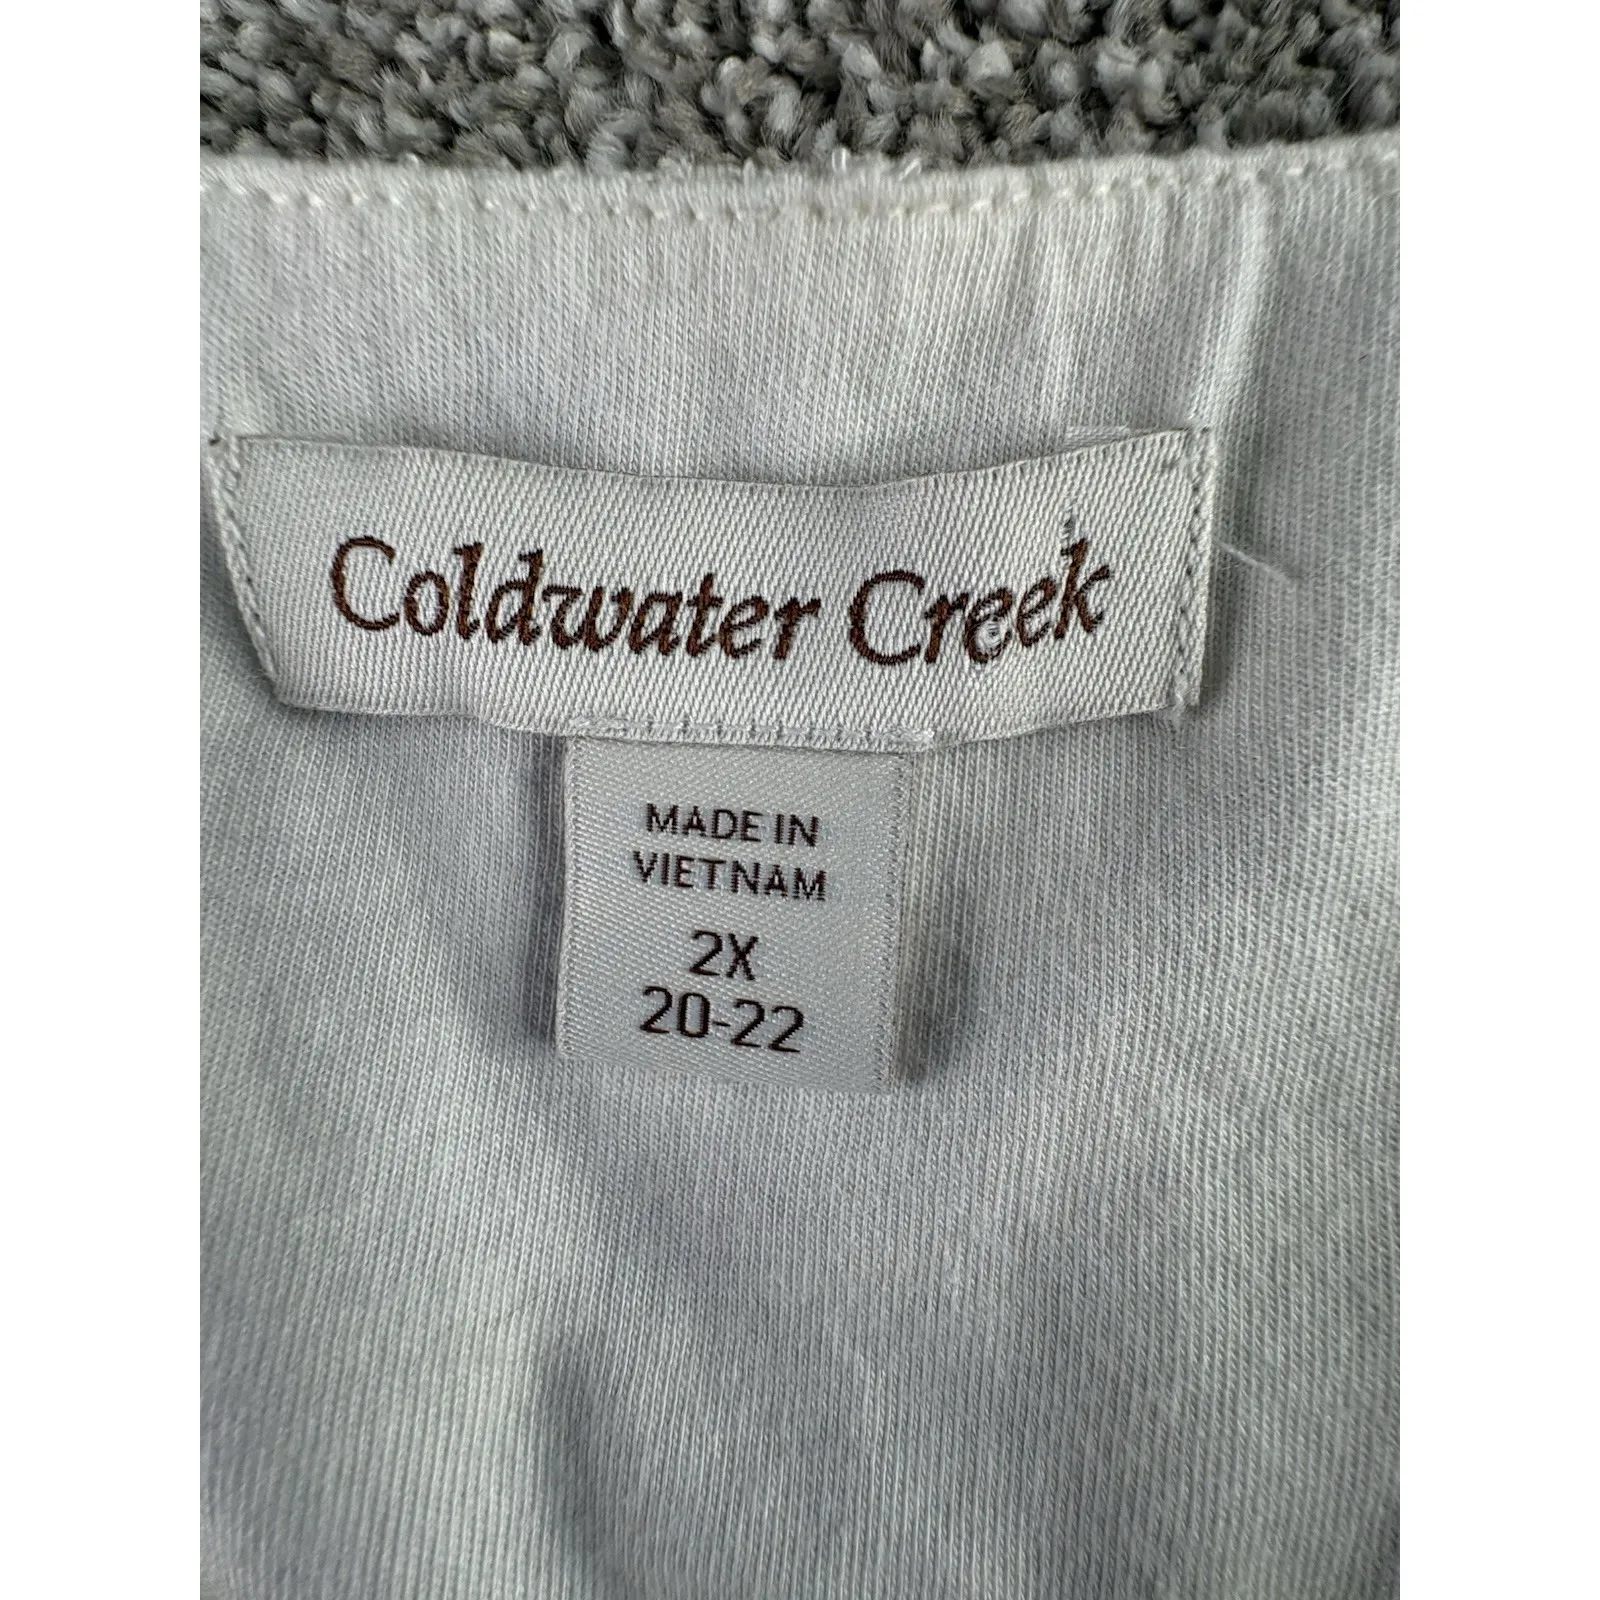 Coldwater Creek
MADE IN
VIETNAM
2X
20-22